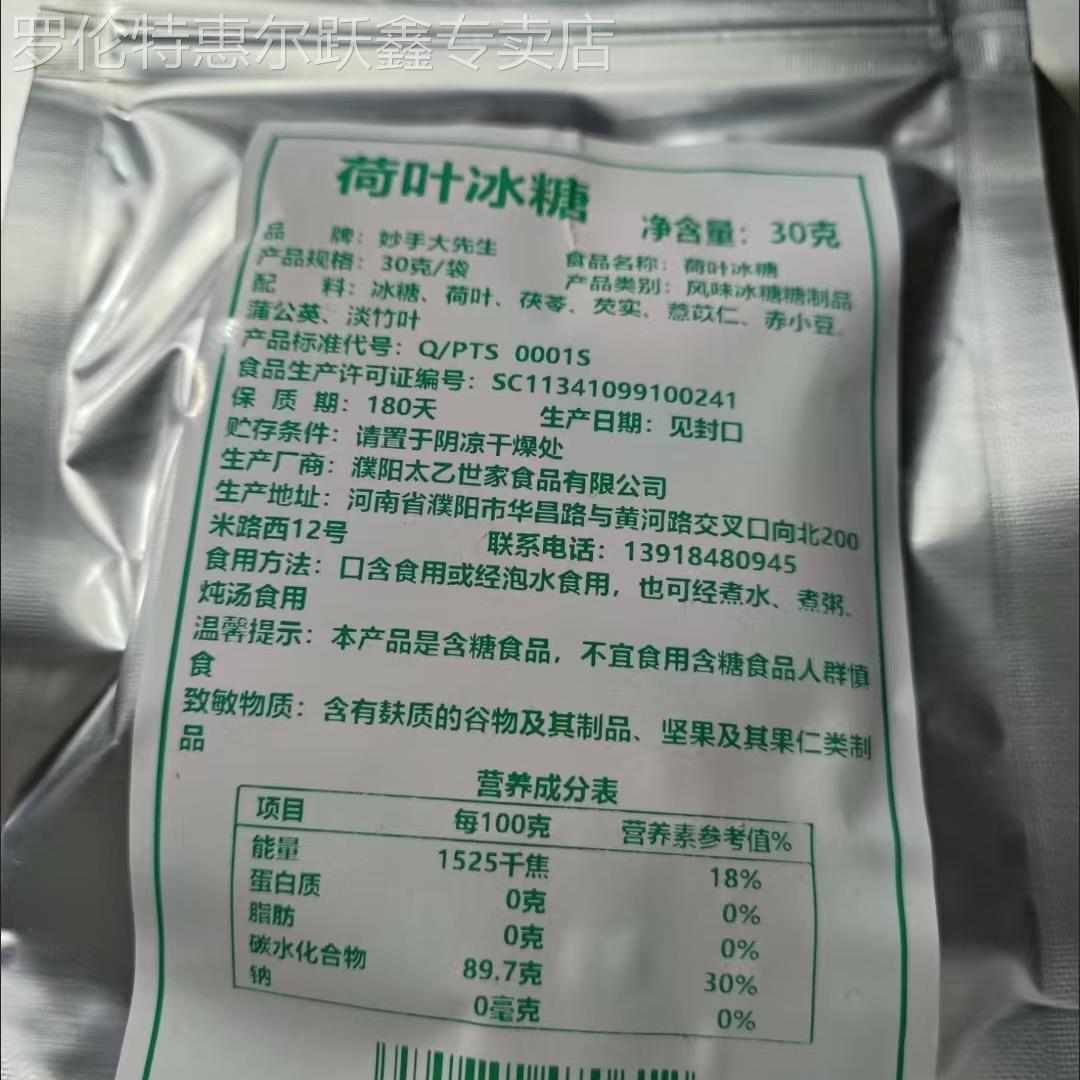 罗伦特惠尔跃鑫专卖店
荷叶冰糖
净含量：30克
品 牌：妙手大先生
食品名称：荷叶冰糖
产品规格：30克/袋
产品类别：风味冰糖糖制品
配 料：冰糖、荷叶、茯苓、芡实、薏苡仁、赤小豆、
蒲公英、淡竹叶
产品标准代号：Q/PTS 0001S
食品生产许可证编号：SC11341099100241
保 质 期：180天
生产日期：见封口
贮存条件：请置于阴凉干燥处
生产厂商：濮阳太乙世家食品有限公司
生产地址：河南省濮阳市华昌路与黄河路交叉口向北200
米路西12号
联系电话：13918480945
食用方法：口含食用或经泡水食用，也可经煮水、煮粥、
炖汤食用
温馨提示：本产品是含糖食品，不宜食用含糖食品人群慎
食
致敏物质：含有麸质的谷物及其制品、坚果及其果仁类制
品
营养成分表
项目 每100克 营养素参考值%
能量 1525千焦 18%
蛋白质 0克 0%
脂肪 0克 0%
碳水化合物 89.7克 30%
钠 0毫克 0%